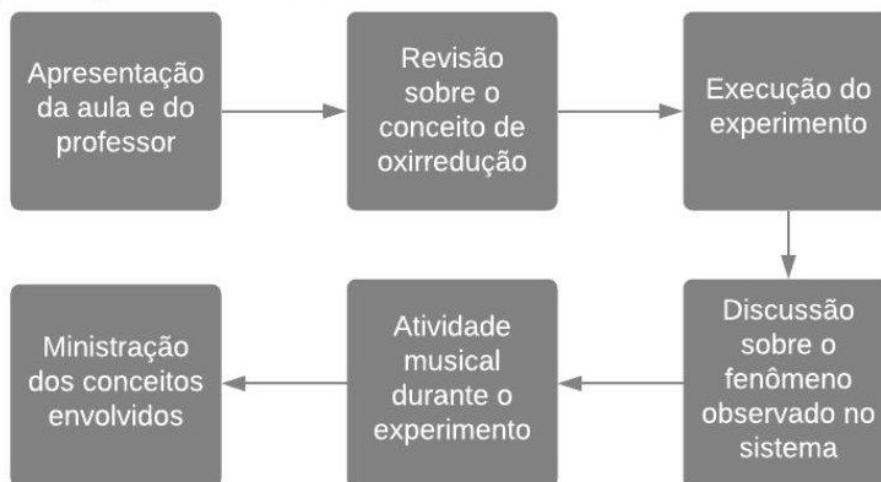 Apresentação
da aula e do
professor
Revisão
sobre o
conceito de
oxirredução
Execução do
experimento
Discussão
sobre o
fenômeno
observado no
sistema
Atividade
musical
durante o
experimento
Ministração
dos conceitos
envolvidos